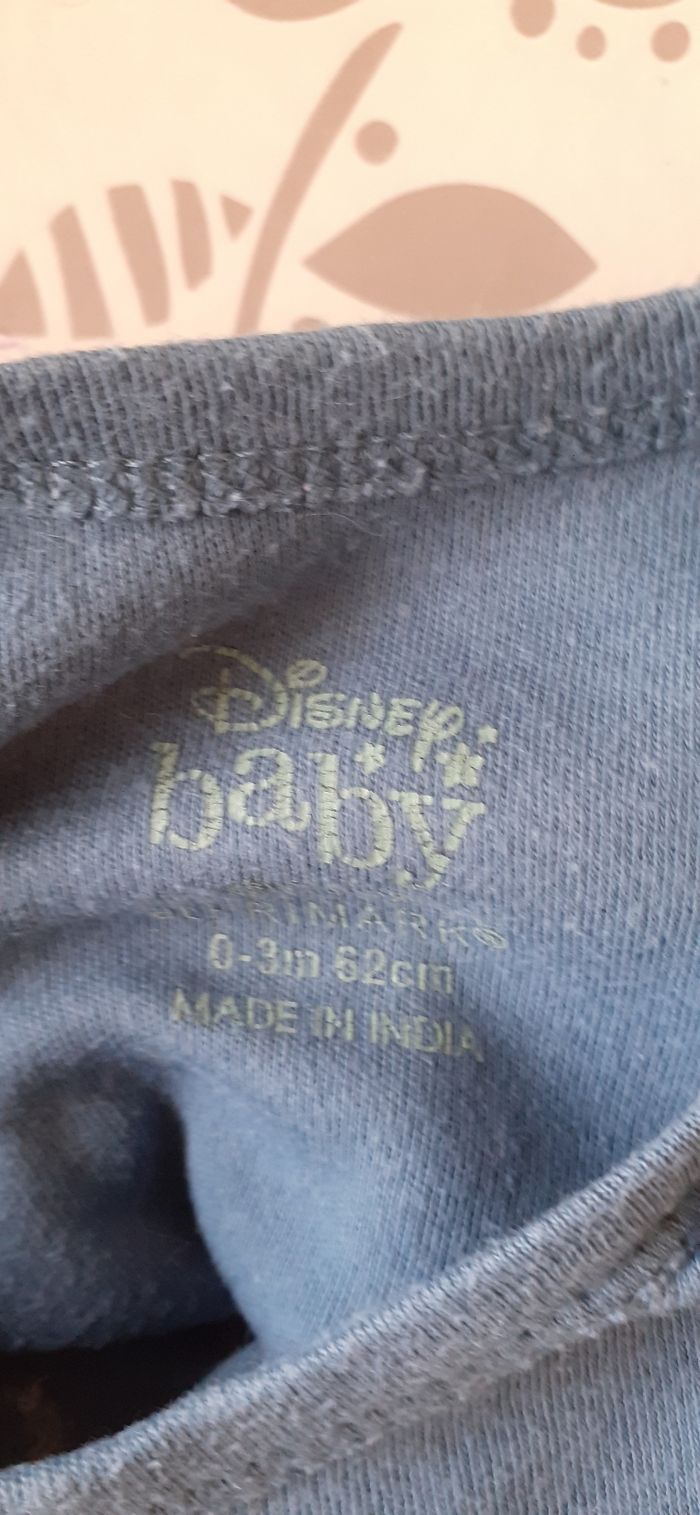 Disney
baby
PRIMARK®
0-3m 62cm
MADE IN INDIA